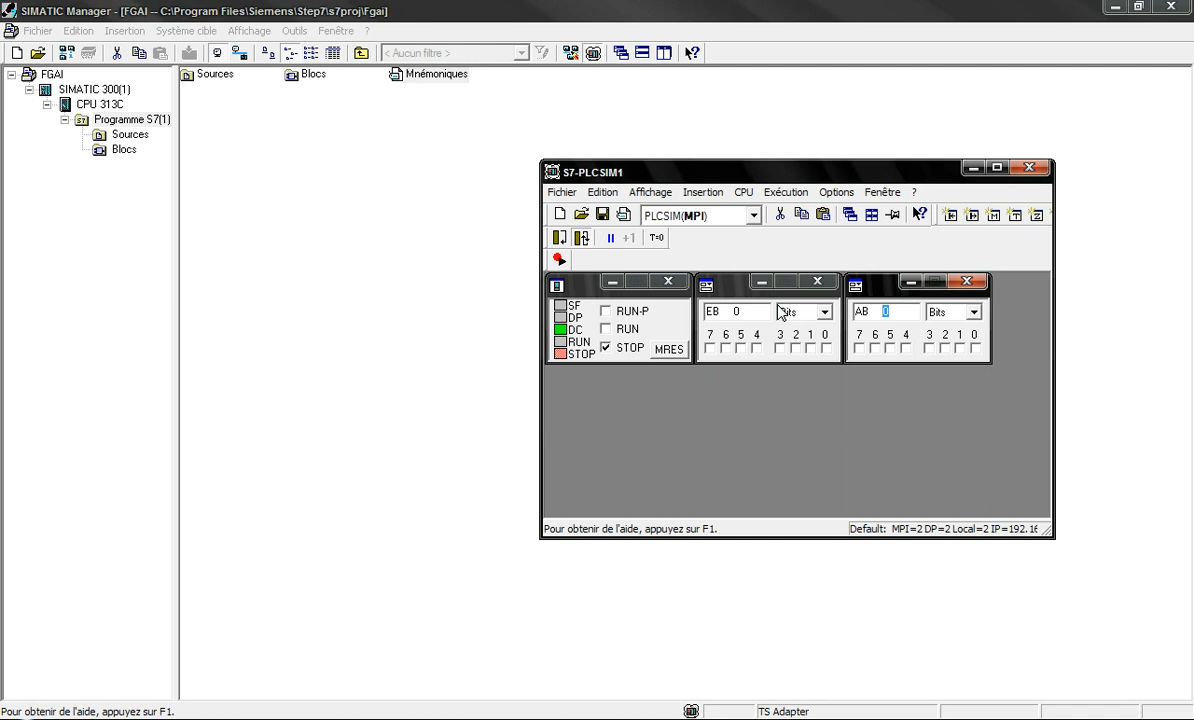 SIMATIC Manager - [FGAI -- C:\Program Files\Siemens\Step7\s7proj\Fgai]
Fichier Edition Insertion Système cible Affichage Outils Fenêtre ?
< Aucun filtre >
FGAI
SIMATIC 300(1)
CPU 313C
Programme S7(1)
Sources
Blocs
Sources Blocs Mnémoniques
S7-PLCSIM1
Fichier Edition Affichage Insertion CPU Exécution Options Fenêtre ?
PLCSIM(MPI)
+1 T=0
SF
DP
DC
RUN
STOP
RUN-P
RUN
STOP MRES
EB 0
7 6 5 4 3 2 1 0
AB 0 Bits
7 6 5 4 3 2 1 0
Pour obtenir de l'aide, appuyez sur F1. Default: MPI=2 DP=2 Local=2 IP=192.16
Pour obtenir de l'aide, appuyez sur F1. TS Adapter